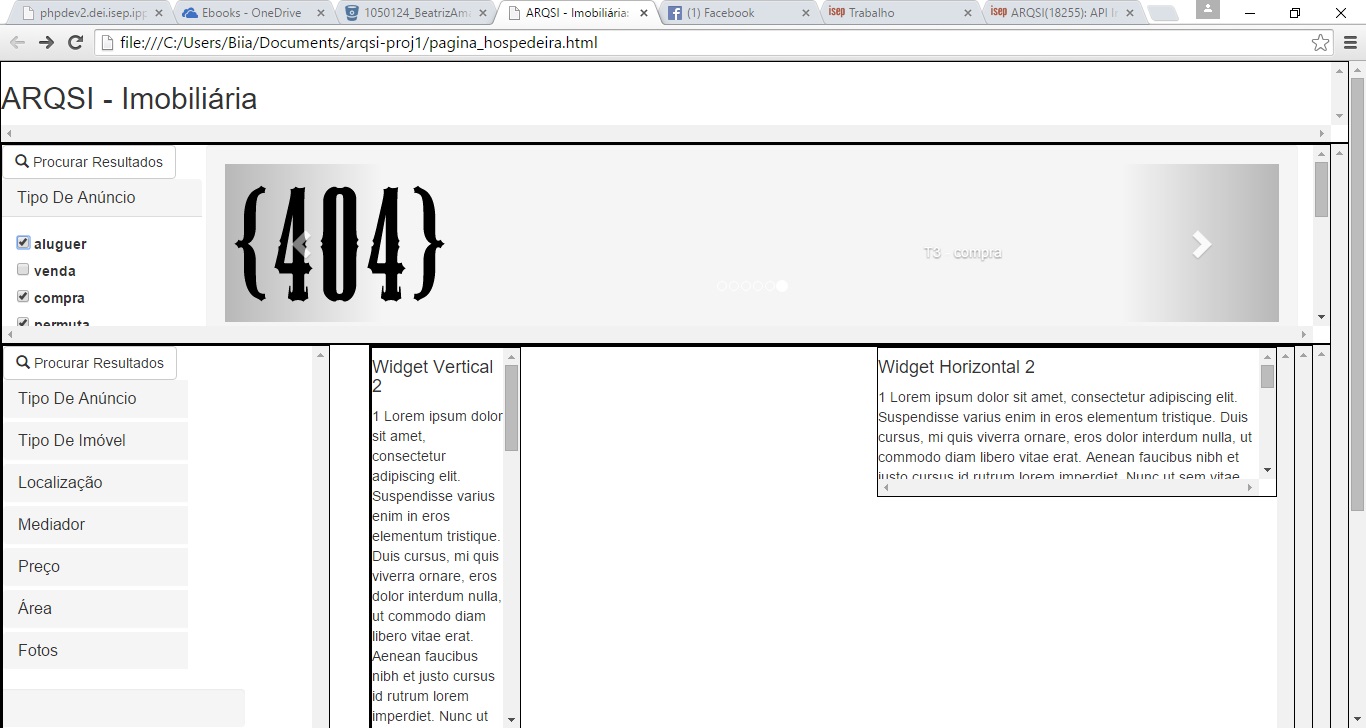 phpdev2.dei.isep.ipp
Ebooks - OneDrive
1050124_BeatrizAma
ARQSI - Imobiliária:
(1) Facebook
isep Trabalho
isep ARQSI(18255): API I
file:///C:/Users/Biia/Documents/arqsi-proj1/pagina_hospedeira.html
ARQSI - Imobiliária
Procurar Resultados
Tipo De Anúncio
aluguer
venda
compra
permuta
{404}
T3 - compra
Procurar Resultados
Tipo De Anúncio
Tipo De Imóvel
Localização
Mediador
Preço
Área
Fotos
Widget Vertical
2
1 Lorem ipsum dolor
sit amet,
consectetur
adipiscing elit.
Suspendisse varius
enim in eros
elementum tristique.
Duis cursus, mi quis
viverra ornare, eros
dolor interdum nulla,
ut commodo diam
libero vitae erat.
Aenean faucibus
nibh et justo cursus
id rutrum lorem
imperdiet. Nunc ut
Widget Horizontal 2
1 Lorem ipsum dolor sit amet, consectetur adipiscing elit.
Suspendisse varius enim in eros elementum tristique. Duis
cursus, mi quis viverra ornare, eros dolor interdum nulla, ut
commodo diam libero vitae erat. Aenean faucibus nibh et
justo cursus id rutrum lorem imperdiet. Nunc ut sem vitae